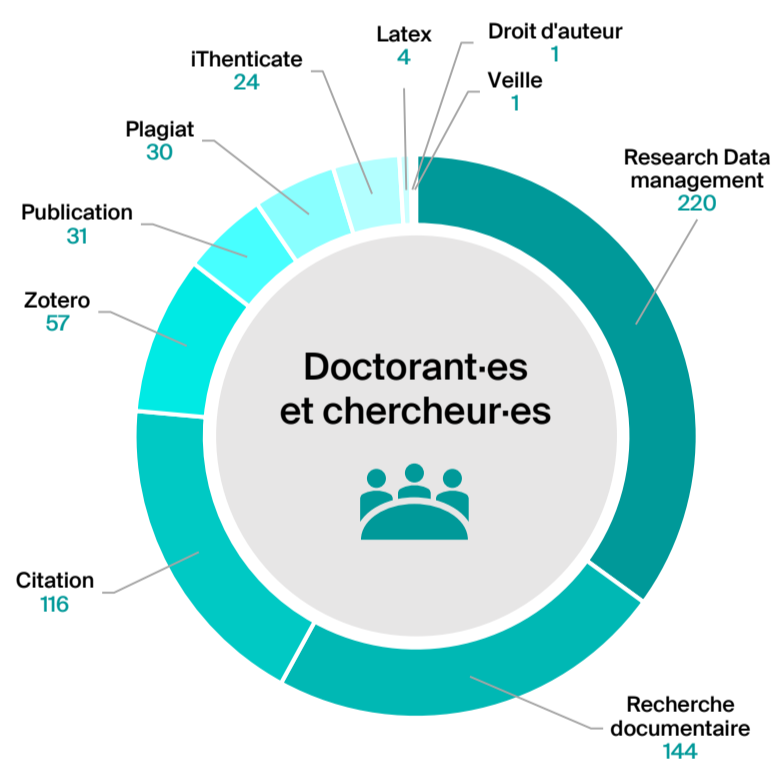 Latex
4
Droit d'auteur
1
Veille
1
iThenticate
24
Plagiat
30
Publication
31
Zotero
57
Citation
116
Research Data
management
220
Recherche
documentaire
144
Doctorant·es
et chercheur·es